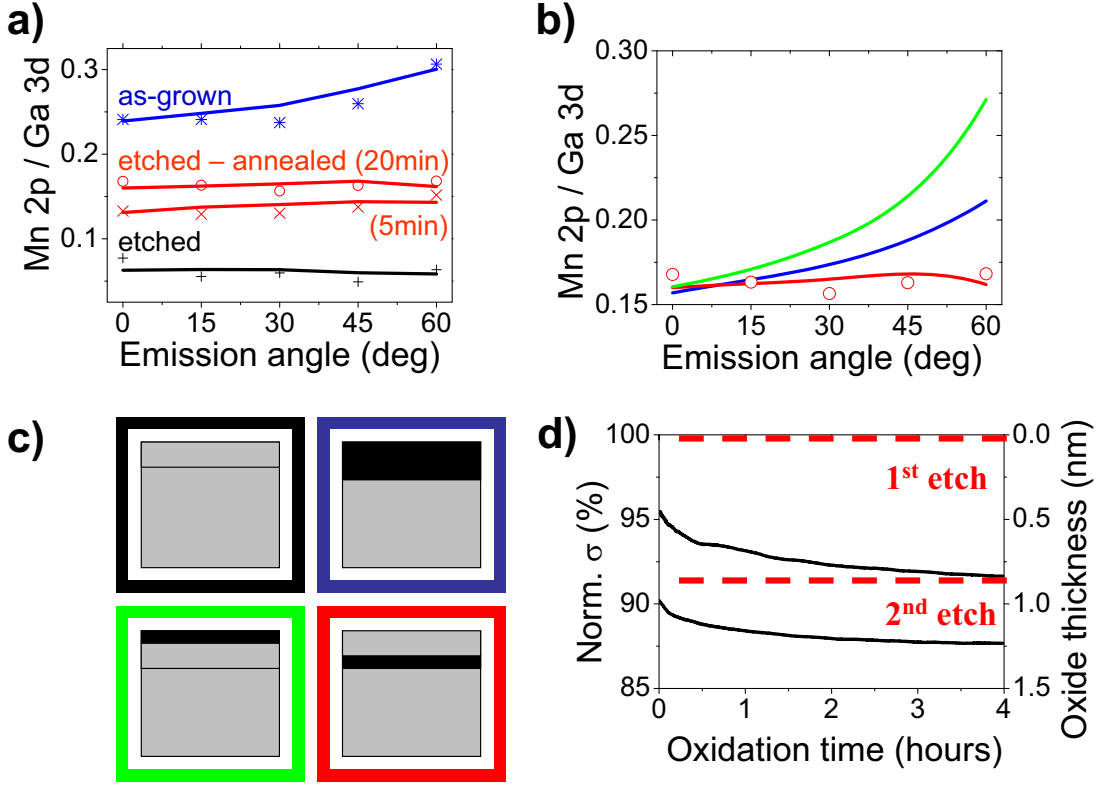 a)
Mn 2p / Ga 3d
0.3
0.2
0.1
as-grown
etched – annealed (20min)
(5min)
etched
0 15 30 45 60
Emission angle (deg)
b)
Mn 2p / Ga 3d
0.30
0.25
0.20
0.15
0 15 30 45 60
Emission angle (deg)
c)
d)
Norm. σ (%)
100
95
90
85
1st etch
2nd etch
0.0
0.5
1.0
1.5
Oxide thickness (nm)
0 1 2 3 4
Oxidation time (hours)